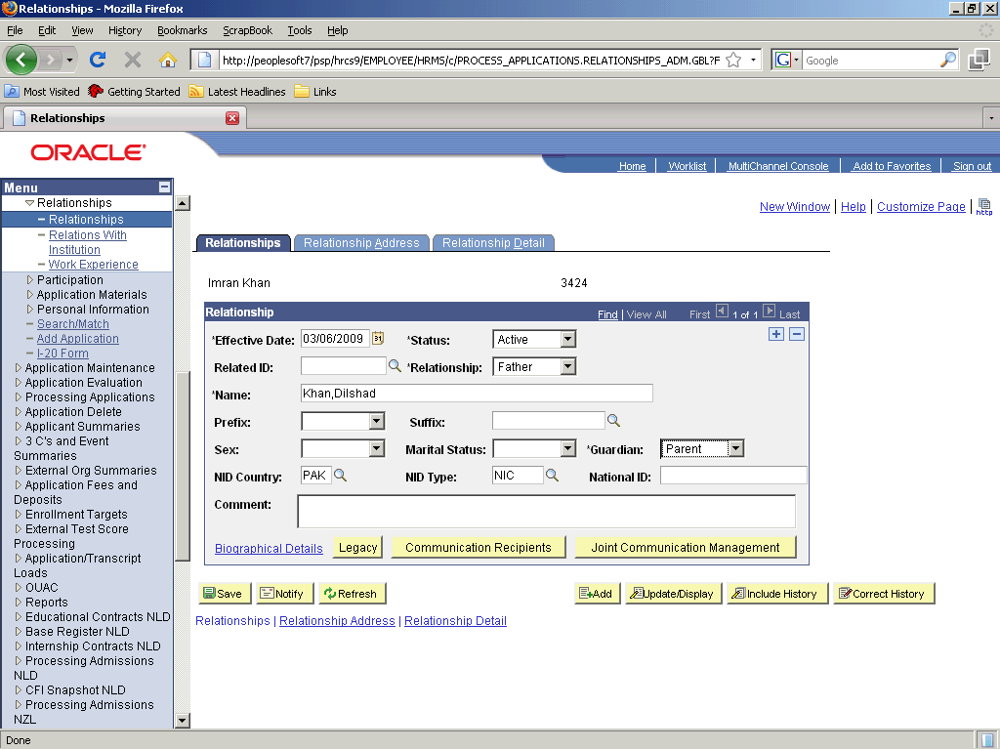 Relationships - Mozilla Firefox
File Edit View History Bookmarks ScrapBook Tools Help
http://peoplesoft7/psp/hrcs9/EMPLOYEE/HRMS/c/PROCESS_APPLICATIONS.RELATIONSHIPS_ADM.GBL?F
G Google
Most Visited Getting Started Latest Headlines Links
Relationships
ORACLE
Home Worklist MultiChannel Console Add to Favorites Sign out
Menu
Relationships
Relationships
Relations With
Institution
Work Experience
Participation
Application Materials
Personal Information
Search/Match
Add Application
I-20 Form
Application Maintenance
Application Evaluation
Processing Applications
Application Delete
Applicant Summaries
3 C's and Event
Summaries
External Org Summaries
Application Fees and
Deposits
Enrollment Targets
External Test Score
Processing
Application/Transcript
Loads
OUAC
Reports
Educational Contracts NLD
Base Register NLD
Internship Contracts NLD
Processing Admissions
NLD
CFI Snapshot NLD
Processing Admissions
NZL
New Window | Help | Customize Page | http
Relationships Relationship Address Relationship Detail
Imran Khan 3424
Relationship Find | View All First 1 of 1 Last
*Effective Date: 03/06/2009 31 *Status: Active
Related ID: *Relationship: Father
*Name: Khan,Dilshad
Prefix: Suffix:
Sex: Marital Status: *Guardian: Parent
NID Country: PAK NID Type: NIC National ID:
Comment:
Biographical Details Legacy Communication Recipients Joint Communication Management
Save Notify Refresh Add Update/Display Include History Correct History
Relationships | Relationship Address | Relationship Detail
Done